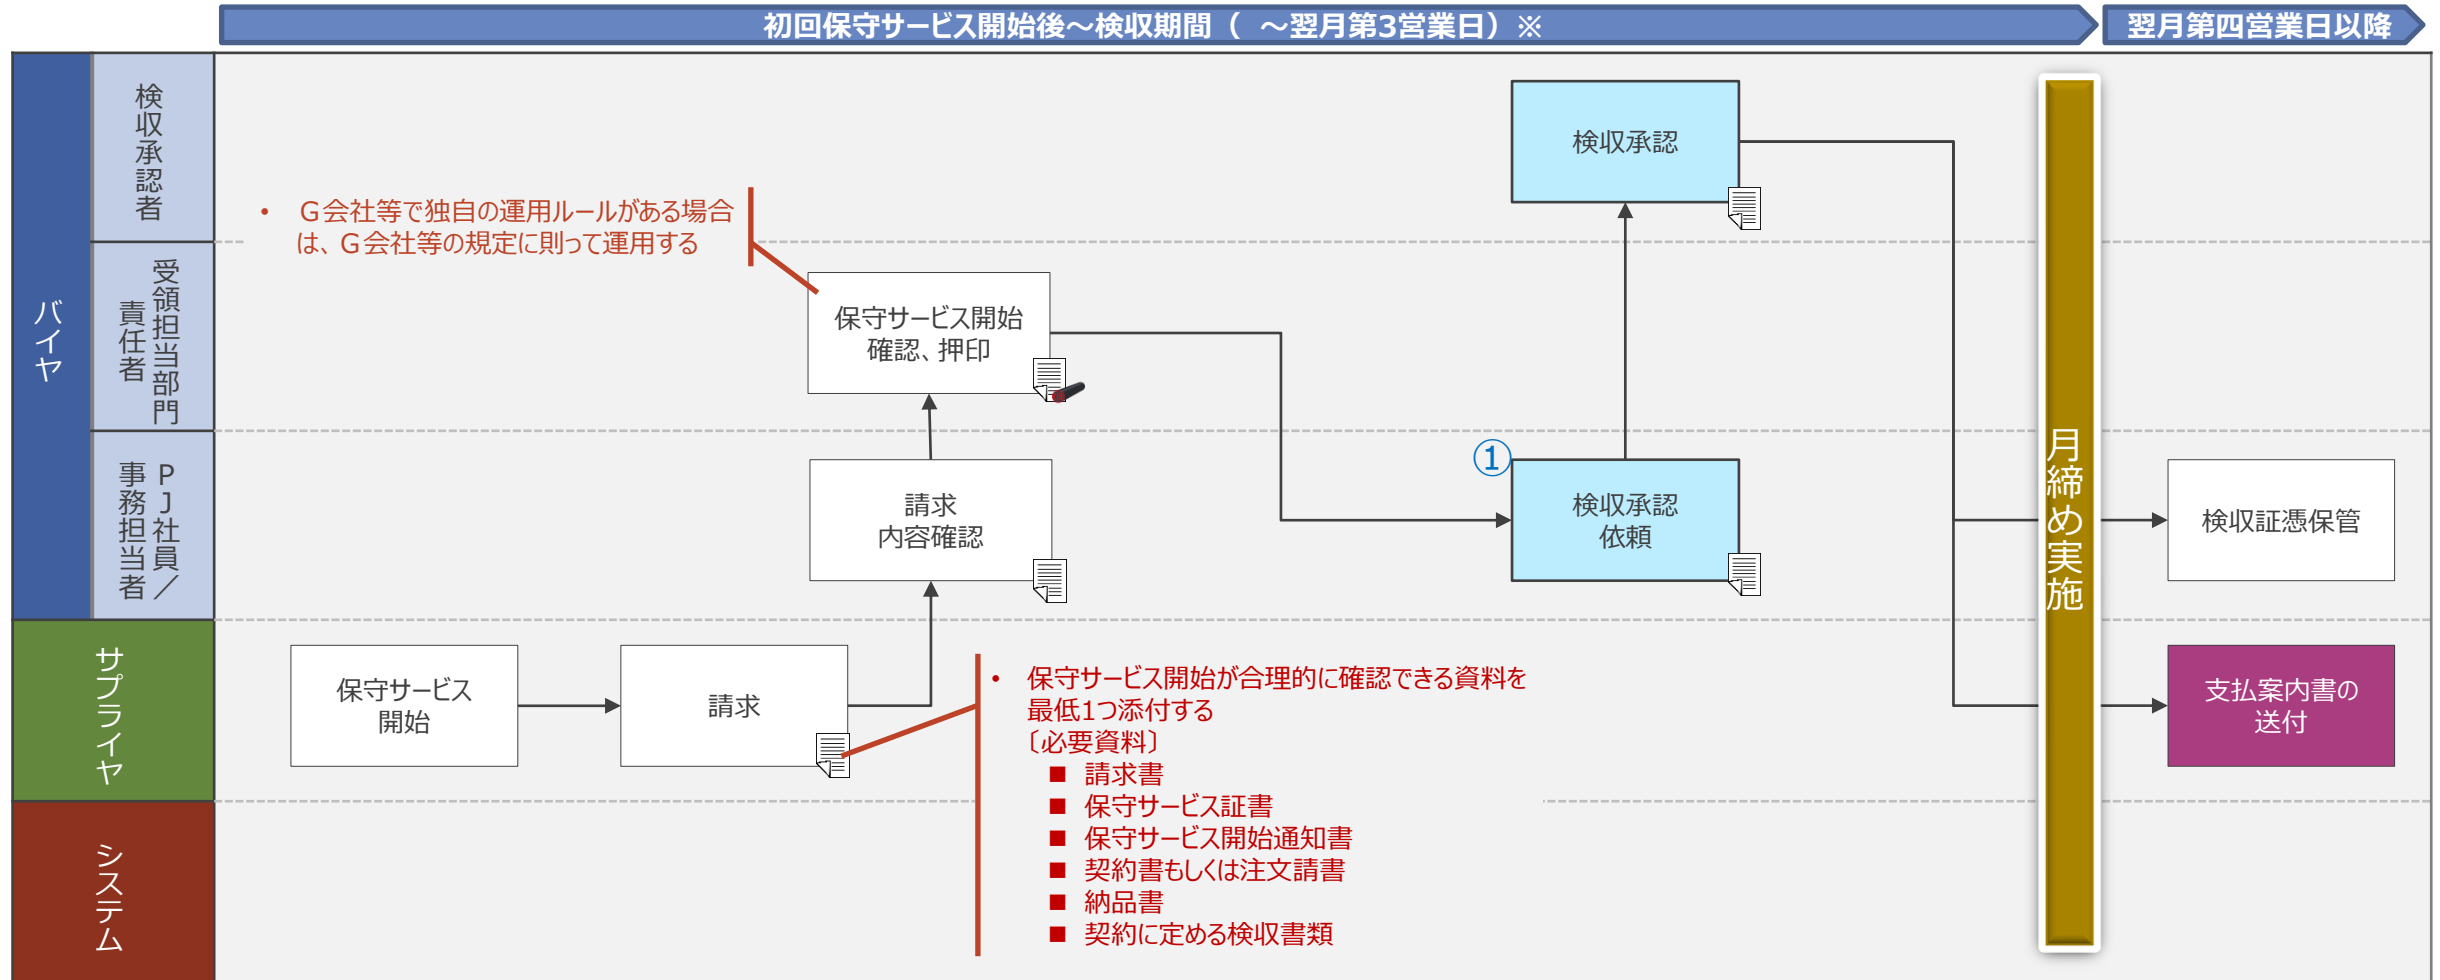 初回保守サービス開始後～検収期間（ ～翌月第3営業日）※
翌月第四営業日以降
バイヤ
検収承認者
受領担当部門
責任者
ＰＪ社員／
事務担当者
サプライヤ
システム
• Ｇ会社等で独自の運用ルールがある場合
は、Ｇ会社等の規定に則って運用する
検収承認
保守サービス開始
確認、押印
①
請求
内容確認
検収承認
依頼
月締め実施
検収証憑保管
保守サービス
開始
請求
• 保守サービス開始が合理的に確認できる資料を
最低1つ添付する
〔必要資料〕
■ 請求書
■ 保守サービス証書
■ 保守サービス開始通知書
■ 契約書もしくは注文請書
■ 納品書
■ 契約に定める検収書類
支払案内書の
送付